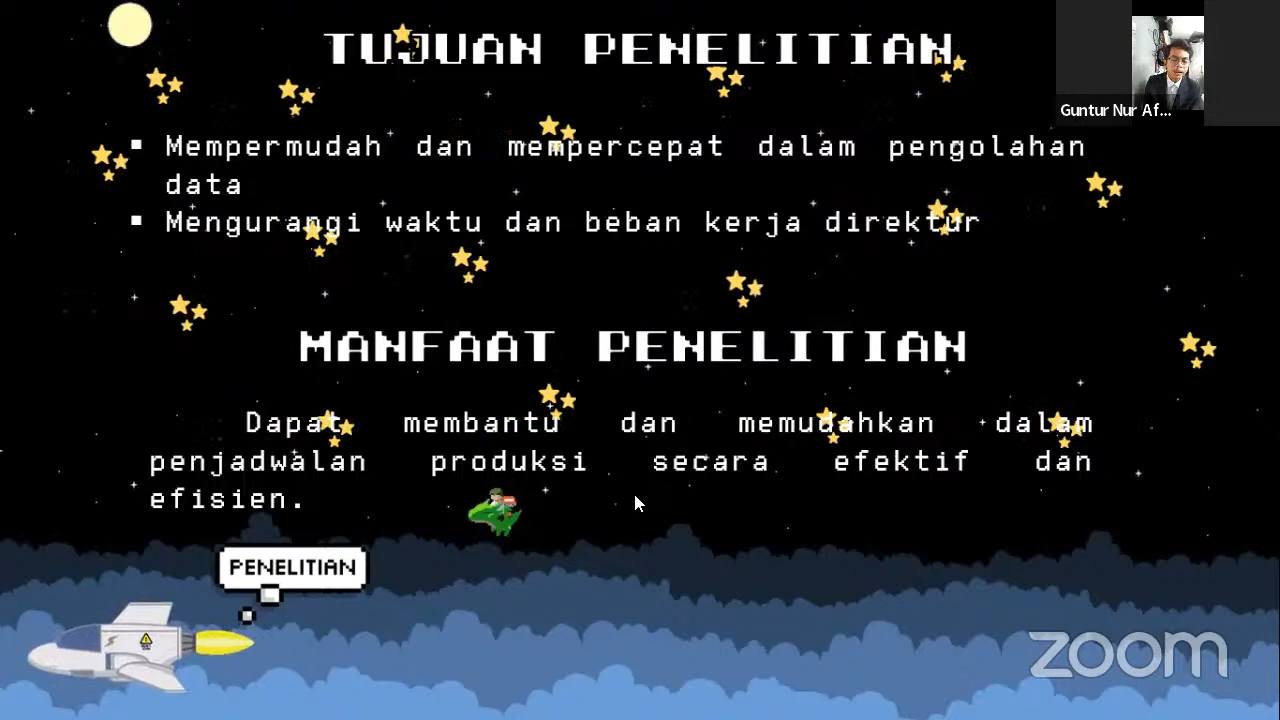 TUJUAN PENELITIAN
Guntur Nur Af...
▪ Mempermudah dan mempercepat dalam pengolahan
data
▪ Mengurangi waktu dan beban kerja direktur
MANFAAT PENELITIAN
Dapat membantu dan memudahkan dalam
penjadwalan produksi secara efektif dan
efisien.
PENELITIAN
zoom